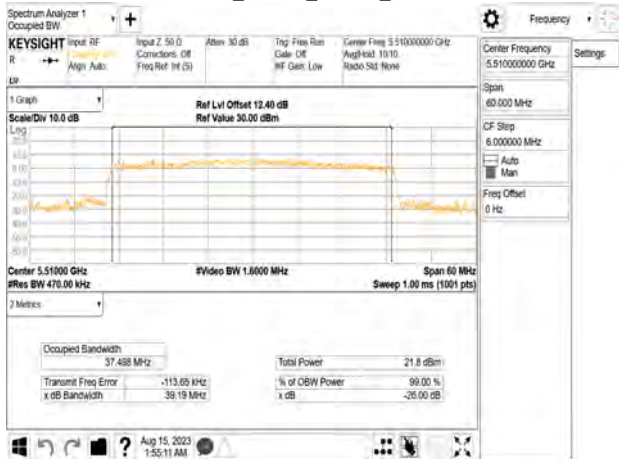 Spectrum Analyzer 1
Occupied BW
+
Frequency
KEYSIGHT
R
Input: RF
Align: Auto
Input Z: 50 Ω
Corrections: Off
Freq Ref: Int (S)
Atten: 30 dB
Trig: Free Run
Gate: Off
#IF Gain: Low
Center Freq: 5.510000000 GHz
Avg|Hold: 10/10
Radio Std: None
Center Frequency
5.510000000 GHz
Settings
Span
60.000 MHz
CF Step
6.000000 MHz
Auto
Man
Freq Offset
0 Hz
1 Graph
Scale/Div 10.0 dB
Log
Ref Lvl Offset 12.40 dB
Ref Value 30.00 dBm
Center 5.51000 GHz
#Res BW 470.00 kHz
#Video BW 1.6000 MHz
Span 60 MHz
Sweep 1.00 ms (1001 pts)
2 Metrics
Occupied Bandwidth
37.498 MHz
Total Power 21.8 dBm
Transmit Freq Error -113.65 kHz
% of OBW Power 99.00 %
x dB Bandwidth 39.19 MHz
x dB -26.00 dB
?
Aug 15, 2023
1:55:11 AM